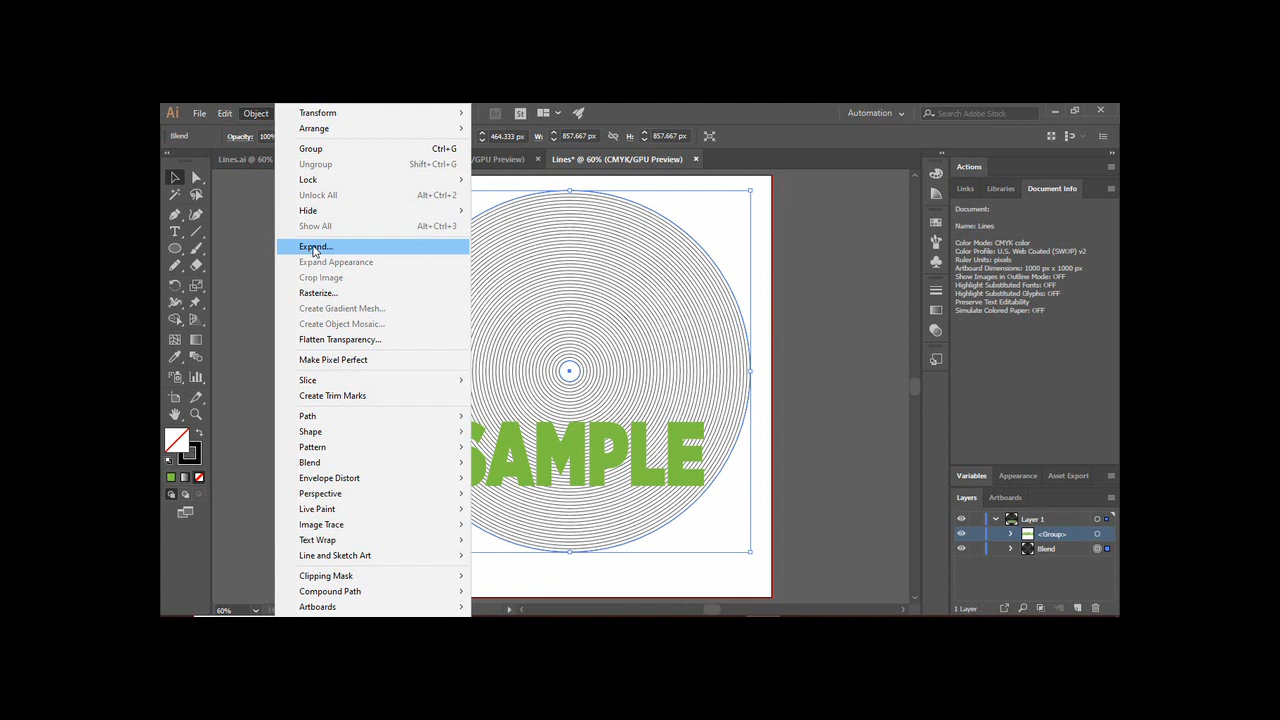 Ai File Edit Object St Automation Search Adobe Stock
Blend Opacity: 100% 464.333 px W: 857.667 px H: 857.667 px
Lines.ai @ 60% /GPU Preview) × Lines* @ 60% (CMYK/GPU Preview) ×
Transform
Arrange
Group Ctrl+G
Ungroup Shift+Ctrl+G
Lock
Unlock All Alt+Ctrl+2
Hide
Show All Alt+Ctrl+3
Expand...
Expand Appearance
Crop Image
Rasterize...
Create Gradient Mesh...
Create Object Mosaic...
Flatten Transparency...
Make Pixel Perfect
Slice
Create Trim Marks
Path
Shape
Pattern
Blend
Envelope Distort
Perspective
Live Paint
Image Trace
Text Wrap
Line and Sketch Art
Clipping Mask
Compound Path
Artboards
SAMPLE
60%
Actions
Links Libraries Document Info
Document:
Name: Lines
Color Mode: CMYK color
Color Profile: U.S. Web Coated (SWOP) v2
Ruler Units: pixels
Artboard Dimensions: 1000 px x 1000 px
Show Images in Outline Mode: OFF
Highlight Substituted Fonts: OFF
Highlight Substituted Glyphs: OFF
Preserve Text Editability
Simulate Colored Paper: OFF
Variables Appearance Asset Export
Layers Artboards
Layer 1
<Group>
Blend
1 Layer